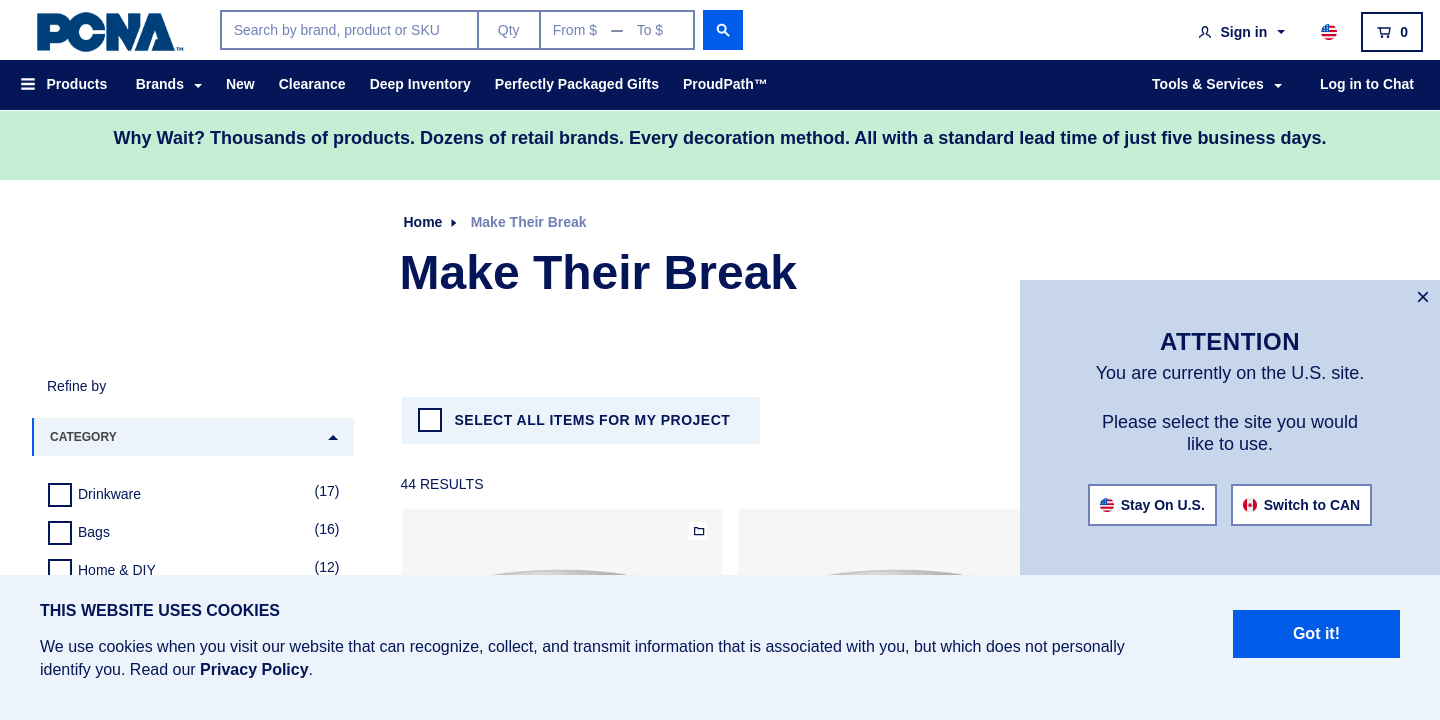 PCNA™
Search by brand, product or SKU
Qty
From $ — To $
Sign in
0
Products
Brands
New
Clearance
Deep Inventory
Perfectly Packaged Gifts
ProudPath™
Tools & Services
Log in to Chat
Why Wait? Thousands of products. Dozens of retail brands. Every decoration method. All with a standard lead time of just five business days.
Home
Make Their Break
Make Their Break
Refine by
CATEGORY
Drinkware (17)
Bags (16)
Home & DIY (12)
SELECT ALL ITEMS FOR MY PROJECT
44 RESULTS
ATTENTION
You are currently on the U.S. site.
Please select the site you would
like to use.
Stay On U.S.
Switch to CAN
THIS WEBSITE USES COOKIES
We use cookies when you visit our website that can recognize, collect, and transmit information that is associated with you, but which does not personally
identify you. Read our Privacy Policy.
Got it!